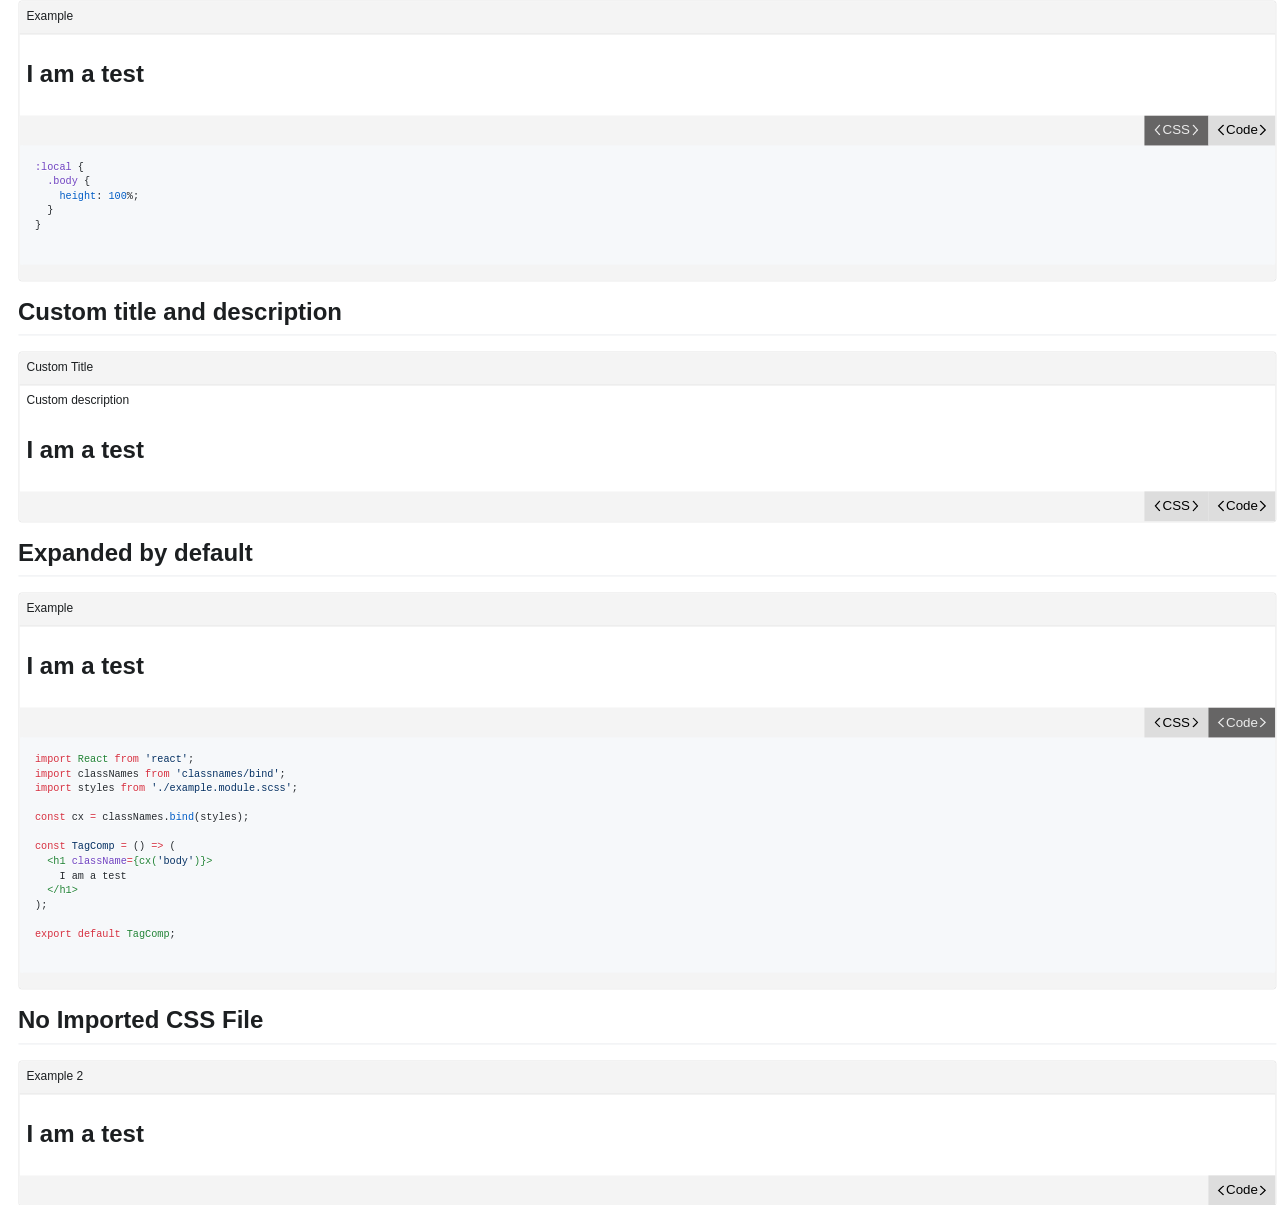 Example
I am a test
<CSS> <Code>
:local {
  .body {
    height: 100%;
  }
}
Custom title and description
Custom Title
Custom description
I am a test
<CSS> <Code>
Expanded by default
Example
I am a test
<CSS> <Code>
import React from 'react';
import classNames from 'classnames/bind';
import styles from './example.module.scss';
const cx = classNames.bind(styles);
const TagComp = () => (
  <h1 className={cx('body')}>
    I am a test
  </h1>
);
export default TagComp;
No Imported CSS File
Example 2
I am a test
<Code>